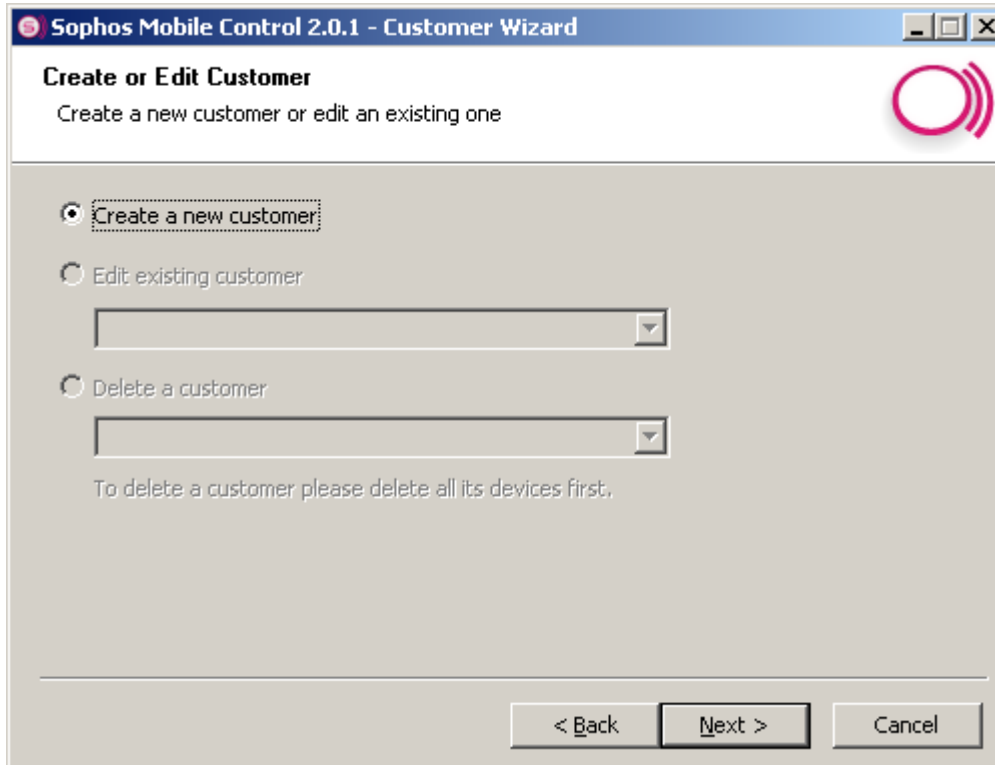 Sophos Mobile Control 2.0.1 - Customer Wizard
Create or Edit Customer
Create a new customer or edit an existing one
Create a new customer
Edit existing customer
Delete a customer
To delete a customer please delete all its devices first.
< Back Next > Cancel